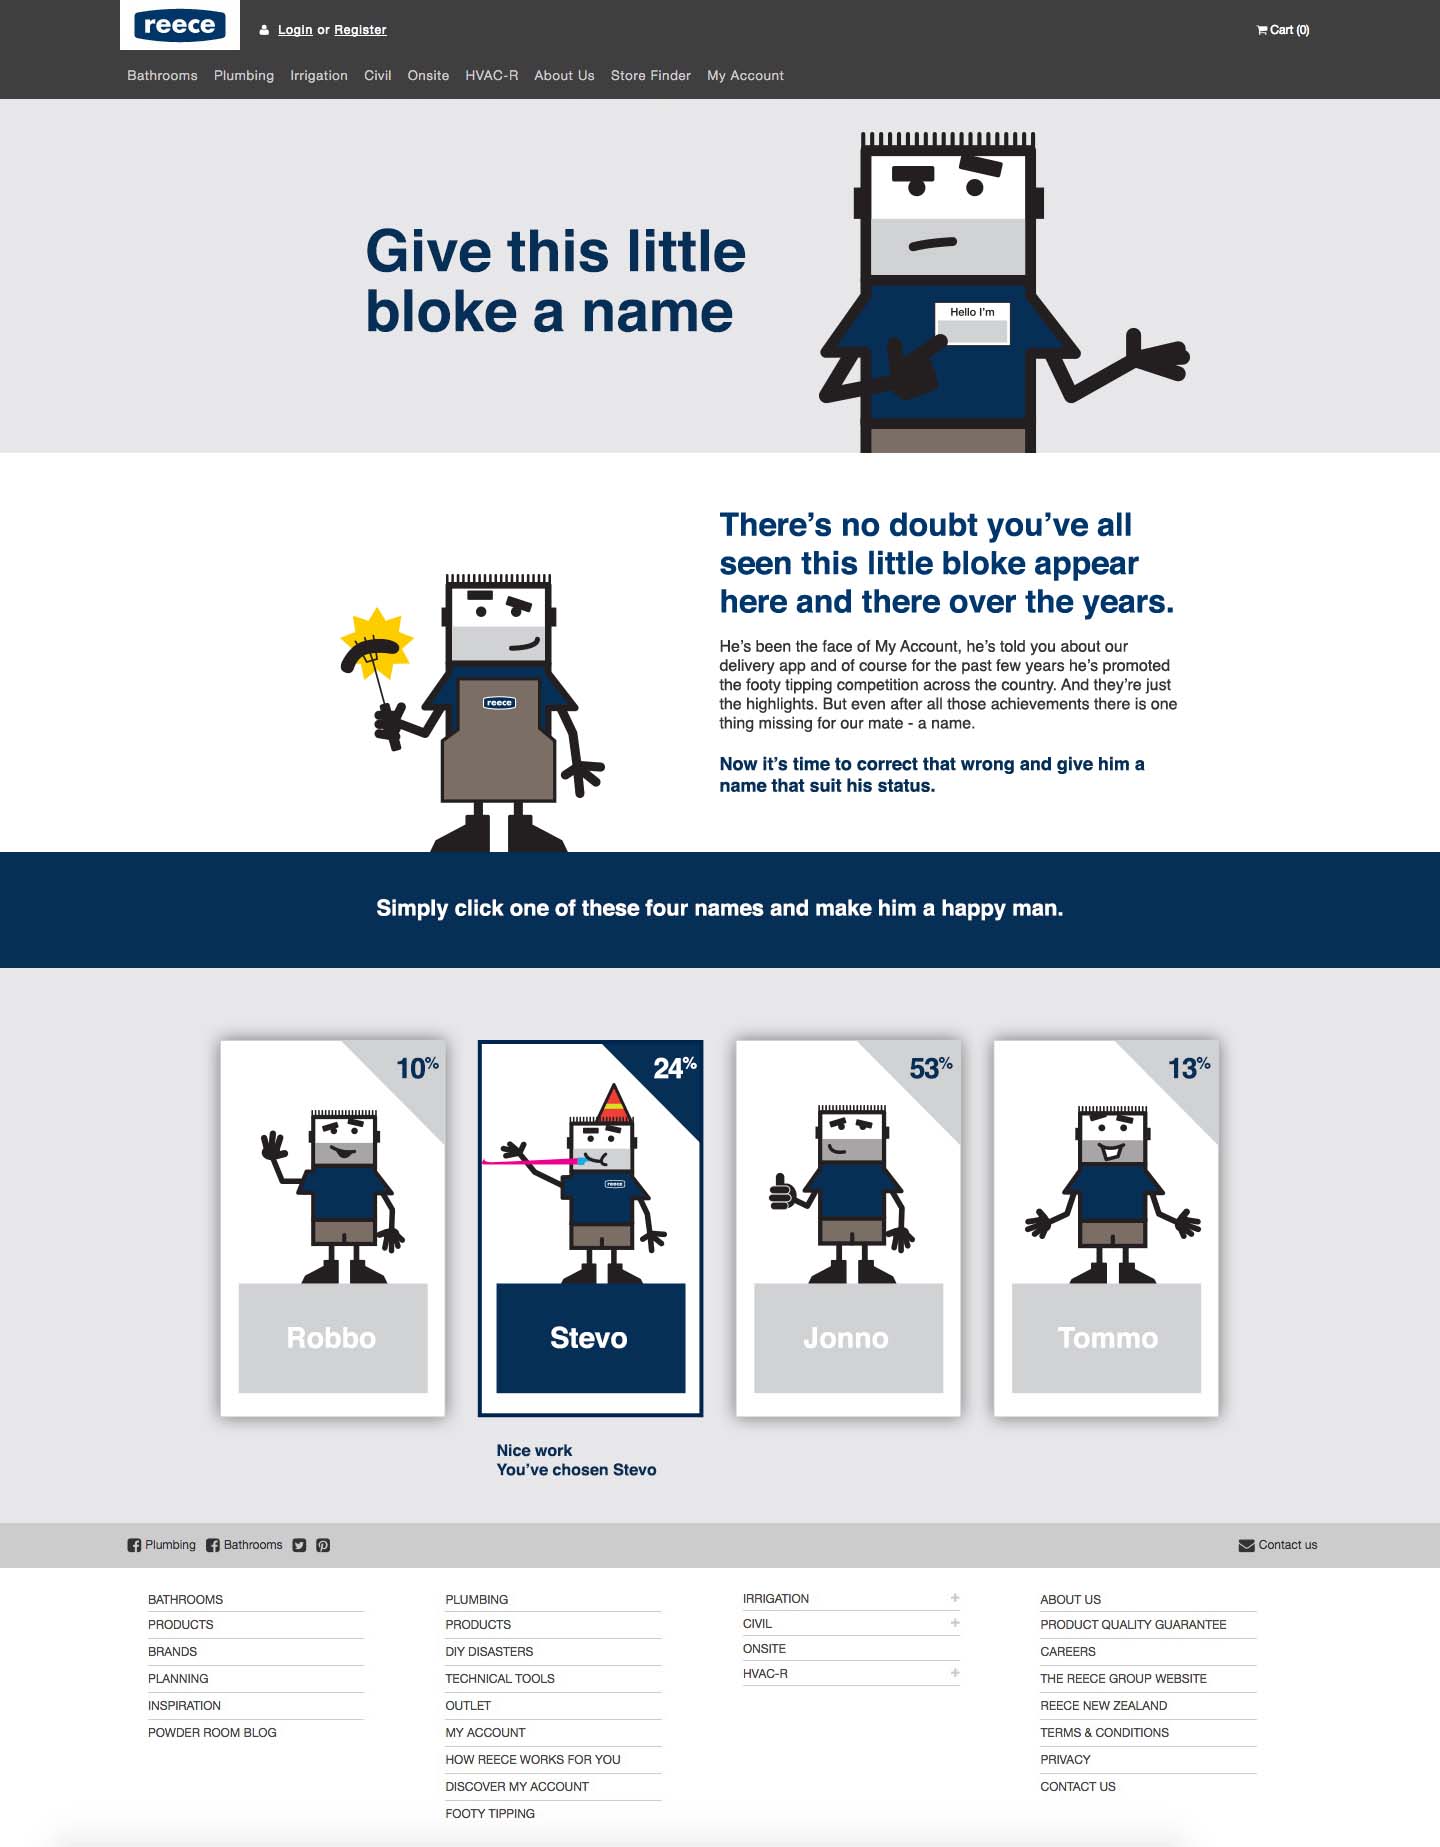 reece
Login or Register
Cart (0)
Bathrooms Plumbing Irrigation Civil Onsite HVAC-R About Us Store Finder My Account
Give this little
bloke a name
Hello I'm
There's no doubt you've all
seen this little bloke appear
here and there over the years.
He's been the face of My Account, he's told you about our
delivery app and of course for the past few years he's promoted
the footy tipping competition across the country. And they're just
the highlights. But even after all those achievements there is one
thing missing for our mate - a name.
Now it's time to correct that wrong and give him a
name that suit his status.
reece
Simply click one of these four names and make him a happy man.
10%
Robbo
24%
reece
Stevo
53%
Jonno
13%
Tommo
Nice work
You've chosen Stevo
Plumbing Bathrooms
Contact us
BATHROOMS
PRODUCTS
BRANDS
PLANNING
INSPIRATION
POWDER ROOM BLOG
PLUMBING
PRODUCTS
DIY DISASTERS
TECHNICAL TOOLS
OUTLET
MY ACCOUNT
HOW REECE WORKS FOR YOU
DISCOVER MY ACCOUNT
FOOTY TIPPING
IRRIGATION +
CIVIL +
ONSITE
HVAC-R +
ABOUT US
PRODUCT QUALITY GUARANTEE
CAREERS
THE REECE GROUP WEBSITE
REECE NEW ZEALAND
TERMS & CONDITIONS
PRIVACY
CONTACT US